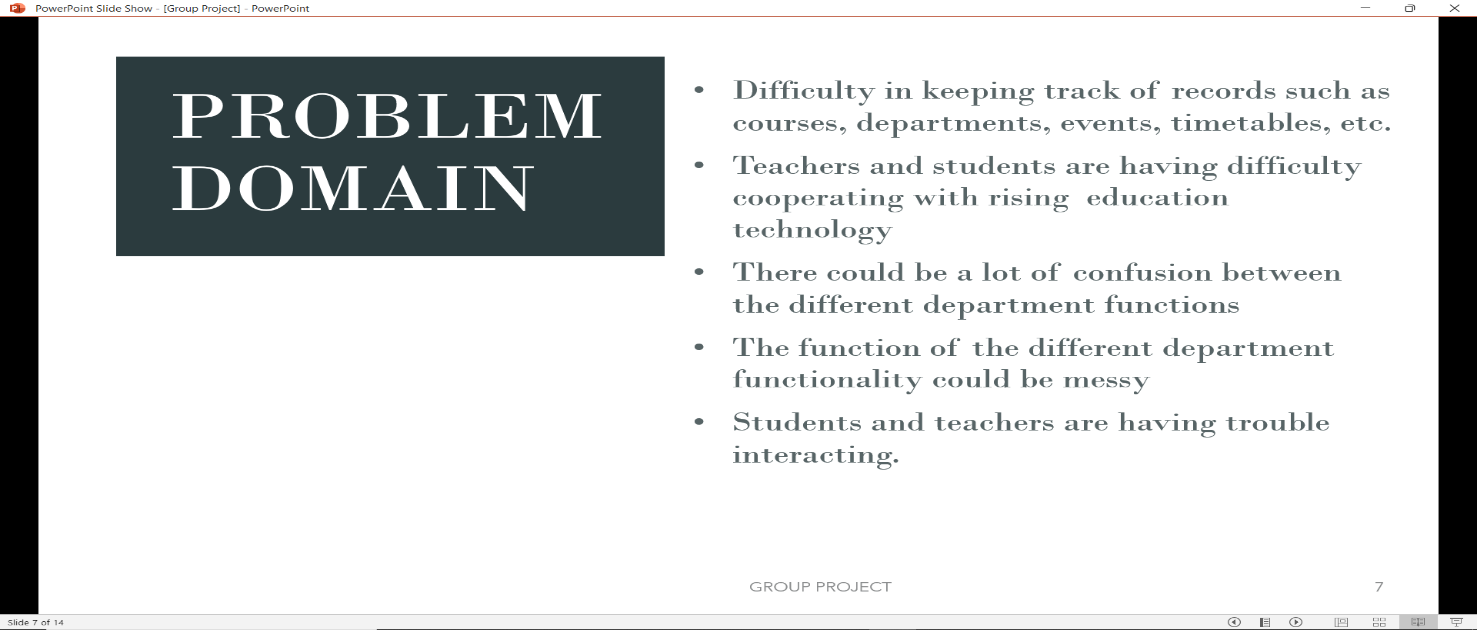 PowerPoint Slide Show - [Group Project] - PowerPoint
PROBLEM
DOMAIN
• Difficulty in keeping track of records such as
courses, departments, events, timetables, etc.
• Teachers and students are having difficulty
cooperating with rising education
technology
• There could be a lot of confusion between
the different department functions
• The function of the different department
functionality could be messy
• Students and teachers are having trouble
interacting.
GROUP PROJECT
7
Slide 7 of 14